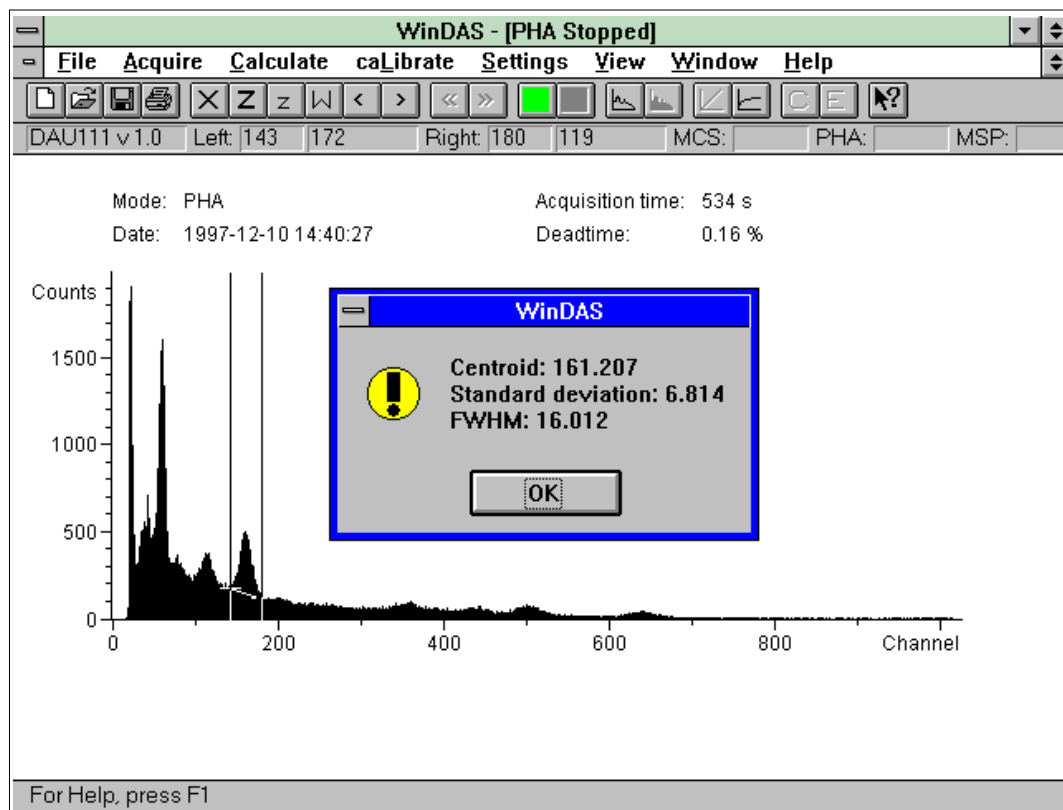 WinDAS - [PHA Stopped]
File Acquire Calculate caLibrate Settings View Window Help
X Z z W < > << >> C E ?
DAU111 v 1.0 Left: 143 172 Right: 180 119 MCS: PHA: MSP:
Mode: PHA Acquisition time: 534 s
Date: 1997-12-10 14:40:27 Deadtime: 0.16 %
Counts
1500
1000
500
0
0 200 400 600 800 Channel
WinDAS
Centroid: 161.207
Standard deviation: 6.814
FWHM: 16.012
OK
For Help, press F1